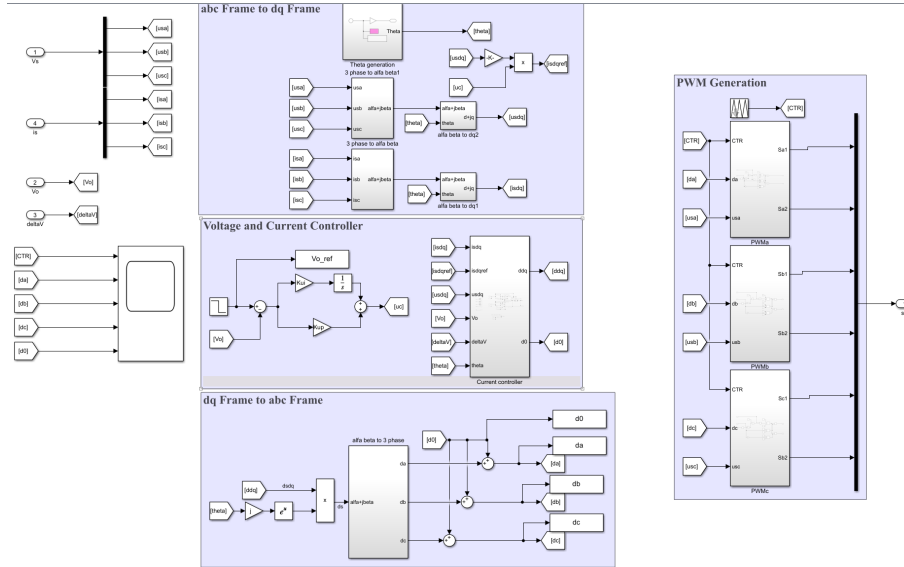 abc Frame to dq Frame
1
Vs
[usa]
[usb]
[usc]
4
is
[isa]
[isb]
[isc]
2
Vo
[Vo]
3
deltaV
[deltaV]
[CTR]
[da]
[db]
[dc]
[d0]
Theta
Theta generation
[theta]
[usdq]
-K-
x
[isdqref]
[uc]
3 phase to alfa beta1
[usa]
[usb]
[usc]
usa
usb
usc
alfa+jbeta
3 phase to alfa beta
[theta]
alfa+jbeta
theta
d+jq
alfa beta to dq2
[usdq]
[isa]
[isb]
[isc]
isa
isb
isc
alfa+jbeta
[theta]
alfa+jbeta
theta
d+jq
alfa beta to dq1
[isdq]
Voltage and Current Controller
Vo_ref
Kui
1
s
[uc]
Kup
[Vo]
[isdq]
[isdqref]
[usdq]
[Vo]
[deltaV]
[theta]
isdq
isdqref
usdq
Vo
deltaV
theta
ddq
d0
[ddq]
[d0]
Current controller
dq Frame to abc Frame
[ddq]
dsdq
[theta]
j
e^u
x
ds
alfa beta to 3 phase
alfa+jbeta
da
db
dc
[d0]
d0
da
[da]
db
[db]
dc
[dc]
PWM Generation
[CTR]
[CTR]
[da]
[usa]
CTR
da
usa
Sa1
Sa2
PWMa
[db]
[usb]
CTR
db
usb
Sb1
Sb2
PWMb
[dc]
[usc]
CTR
dc
usc
Sc1
Sb2
PWMc
s